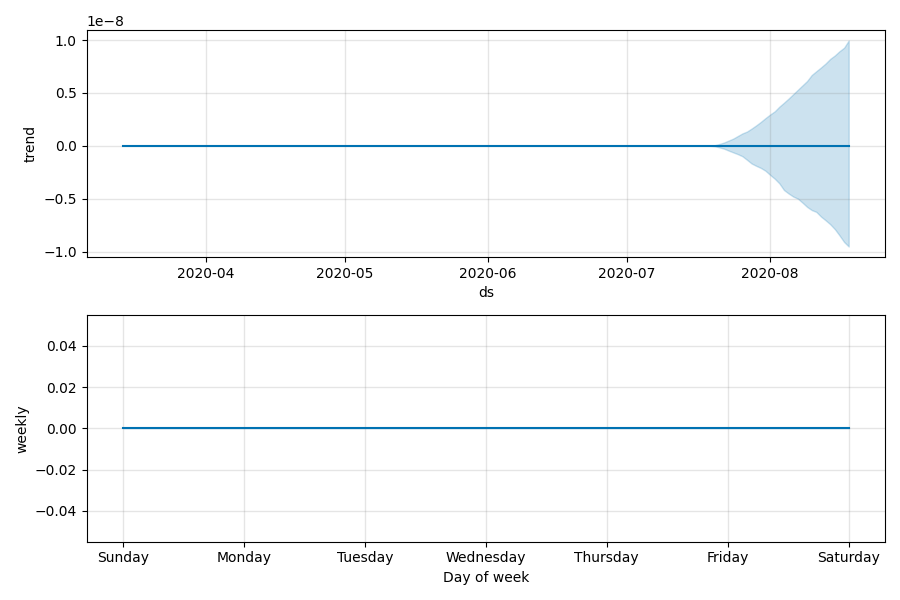 1e−8
1.0
0.5
0.0
−0.5
−1.0
trend
2020-04 2020-05 2020-06 2020-07 2020-08
ds
0.04
0.02
0.00
−0.02
−0.04
weekly
Sunday Monday Tuesday Wednesday Thursday Friday Saturday
Day of week